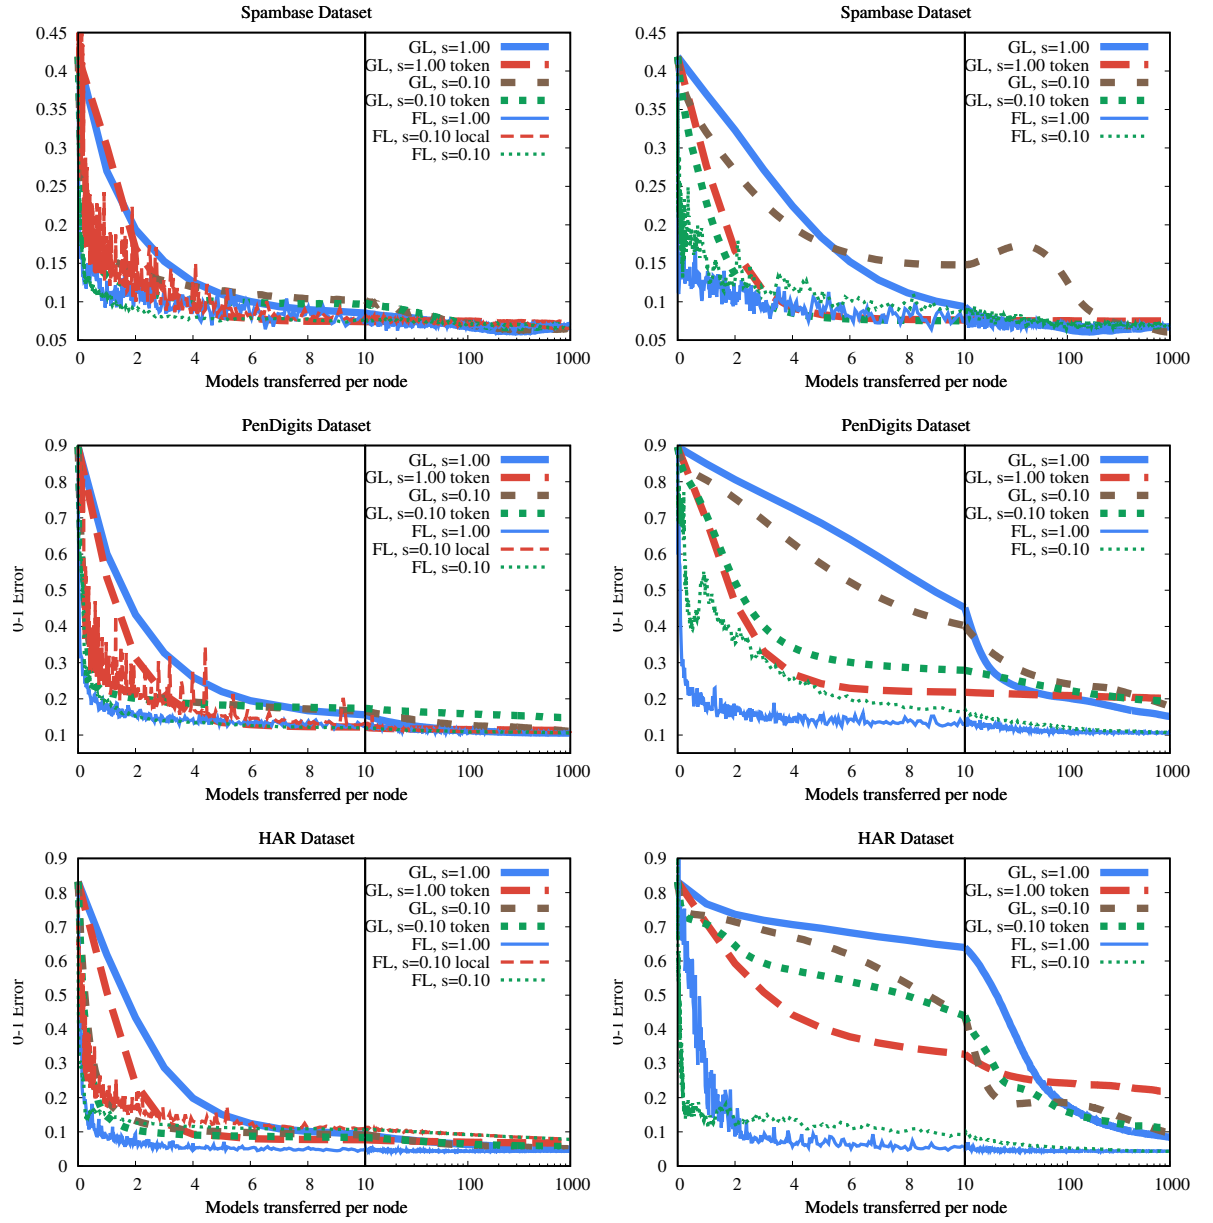 Spambase Dataset
0.45
0.4
0.35
0.3
0.25
0.2
0.15
0.1
0.05
GL, s=1.00
GL, s=1.00 token
GL, s=0.10
GL, s=0.10 token
FL, s=1.00
FL, s=0.10 local
FL, s=0.10
0 2 4 6 8 10 100 1000
Models transferred per node
Spambase Dataset
0.45
0.4
0.35
0.3
0.25
0.2
0.15
0.1
0.05
GL, s=1.00
GL, s=1.00 token
GL, s=0.10
GL, s=0.10 token
FL, s=1.00
FL, s=0.10
0 2 4 6 8 10 100 1000
Models transferred per node
PenDigits Dataset
0-1 Error
0.9
0.8
0.7
0.6
0.5
0.4
0.3
0.2
0.1
GL, s=1.00
GL, s=1.00 token
GL, s=0.10
GL, s=0.10 token
FL, s=1.00
FL, s=0.10 local
FL, s=0.10
0 2 4 6 8 10 100 1000
Models transferred per node
PenDigits Dataset
0-1 Error
0.9
0.8
0.7
0.6
0.5
0.4
0.3
0.2
0.1
GL, s=1.00
GL, s=1.00 token
GL, s=0.10
GL, s=0.10 token
FL, s=1.00
FL, s=0.10
0 2 4 6 8 10 100 1000
Models transferred per node
HAR Dataset
0-1 Error
0.9
0.8
0.7
0.6
0.5
0.4
0.3
0.2
0.1
0
GL, s=1.00
GL, s=1.00 token
GL, s=0.10
GL, s=0.10 token
FL, s=1.00
FL, s=0.10 local
FL, s=0.10
0 2 4 6 8 10 100 1000
Models transferred per node
HAR Dataset
0-1 Error
0.9
0.8
0.7
0.6
0.5
0.4
0.3
0.2
0.1
0
GL, s=1.00
GL, s=1.00 token
GL, s=0.10
GL, s=0.10 token
FL, s=1.00
FL, s=0.10
0 2 4 6 8 10 100 1000
Models transferred per node